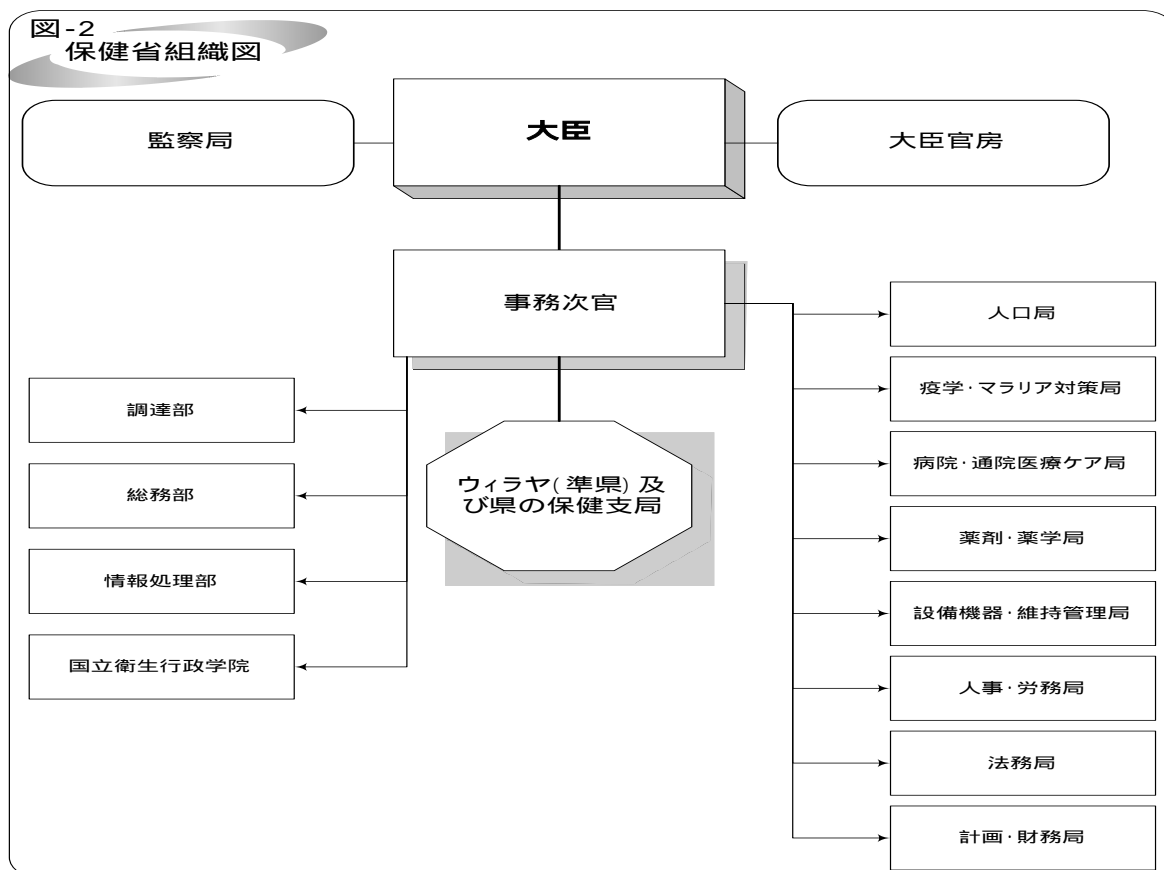 図-2
保健省組織図
監察局
大臣
大臣官房
事務次官
調達部
総務部
情報処理部
国立衛生行政学院
ウィラヤ(準県)及
び県の保健支局
人口局
疫学・マラリア対策局
病院・通院医療ケア局
薬剤・薬学局
設備機器・維持管理局
人事・労務局
法務局
計画・財務局